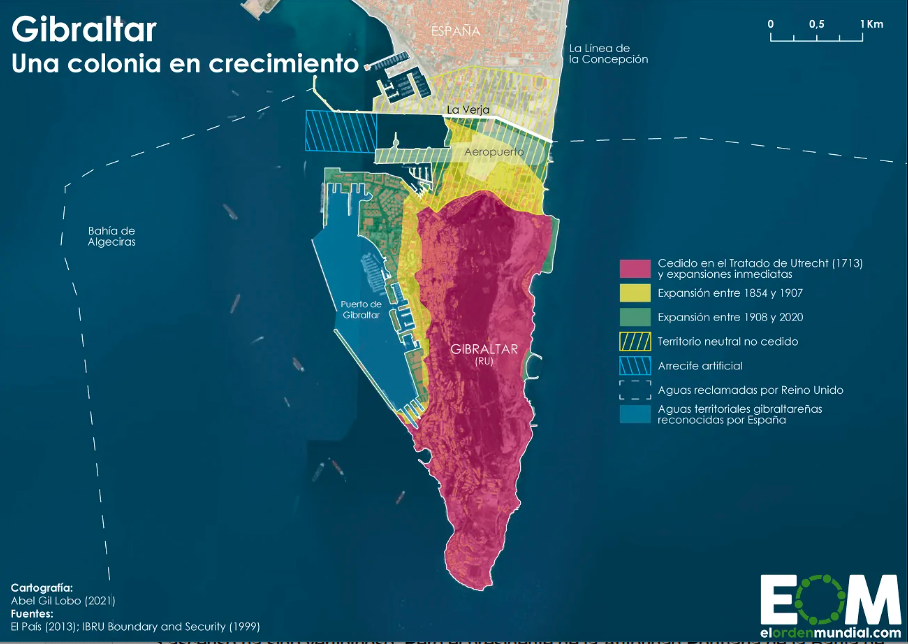 Gibraltar
Una colonia en crecimiento
ESPAÑA
0 0,5 1 Km
La Línea de
la Concepción
La Verja
Aeropuerto
Bahía de
Algeciras
Puerto de
Gibraltar
GIBRALTAR
(RU)
Cedido en el Tratado de Utrecht (1713)
y expansiones inmediatas
Expansión entre 1854 y 1907
Expansión entre 1908 y 2020
Territorio neutral no cedido
Arrecife artificial
Aguas reclamadas por Reino Unido
Aguas territoriales gibraltareñas
reconocidas por España
Cartografía:
Abel Gil Lobo (2021)
Fuentes:
El País (2013); IBRU Boundary and Security (1999)
EOM
elordenmundial.com